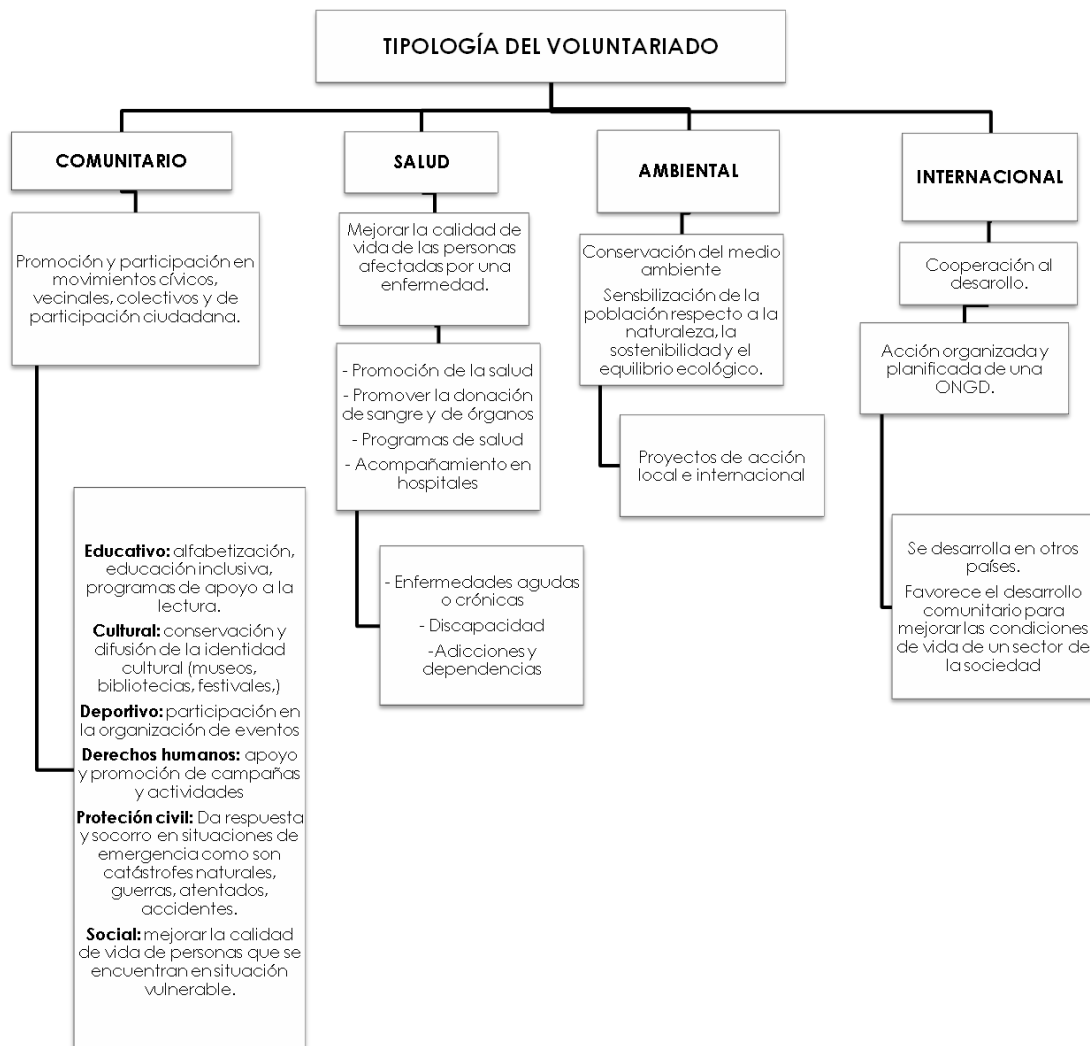 TIPOLOGÍA DEL VOLUNTARIADO
COMUNITARIO
Promoción y participación en
movimientos cívicos,
vecinales, colectivos y de
participación ciudadana.
Educativo: alfabetización,
educación inclusiva,
programas de apoyo a la
lectura.
Cultural: conservación y
difusión de la identidad
cultural (museos,
bibliotecias, festivales,)
Deportivo: participación en
la organización de eventos
Derechos humanos: apoyo
y promoción de campañas
y actividades
Proteción civil: Da respuesta
y socorro en situaciones de
emergencia como son
catástrofes naturales,
guerras, atentados,
accidentes.
Social: mejorar la calidad
de vida de personas que se
encuentran en situación
vulnerable.
SALUD
Mejorar la calidad de
vida de las personas
afectadas por una
enfermedad.
- Promoción de la salud
- Promover la donación
de sangre y de órganos
- Programas de salud
- Acompañamiento en
hospitales
- Enfermedades agudas
o crónicas
- Discapacidad
-Adicciones y
dependencias
AMBIENTAL
Conservación del medio
ambiente
Sensbilización de la
población respecto a la
naturaleza, la
sostenibilidad y el
equilibrio ecológico.
Proyectos de acción
local e internacional
INTERNACIONAL
Cooperación al
desarollo.
Acción organizada y
planificada de una
ONGD.
Se desarrolla en otros
países.
Favorece el desarrollo
comunitario para
mejorar las condiciones
de vida de un sector de
la sociedad